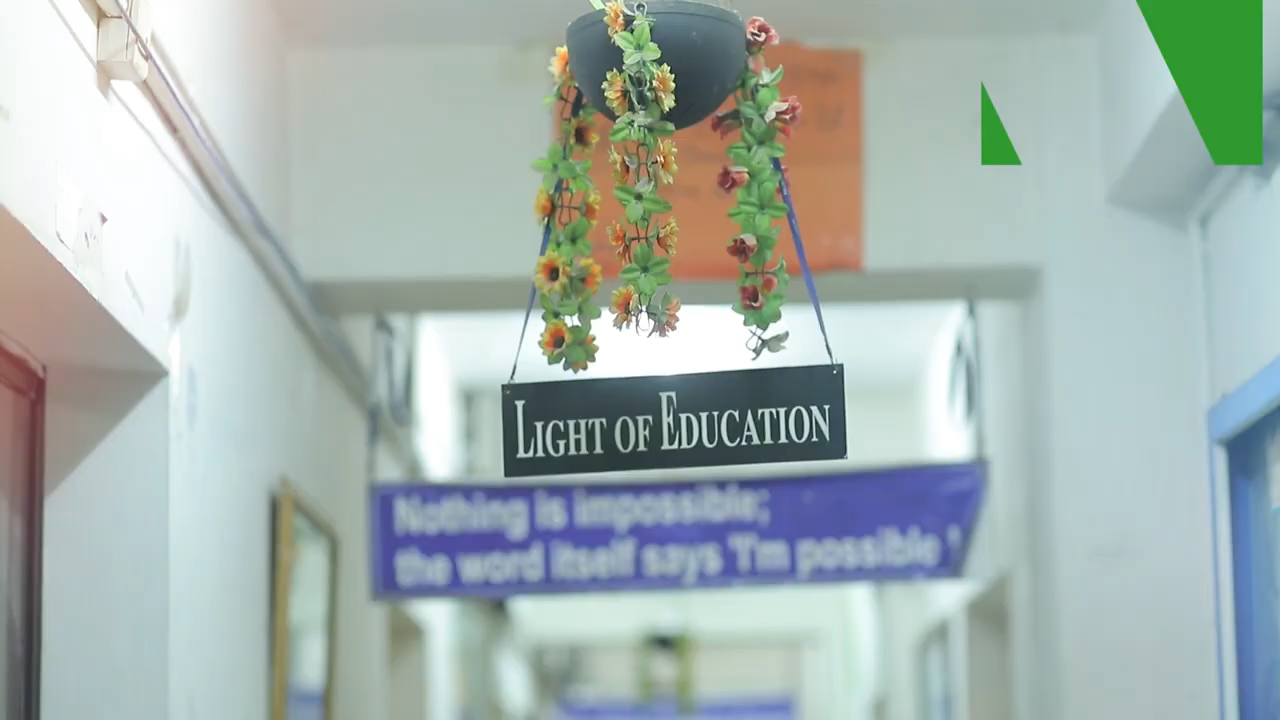 LIGHT OF EDUCATION
Nothing is impossible;
the word itself says 'I'm possible '